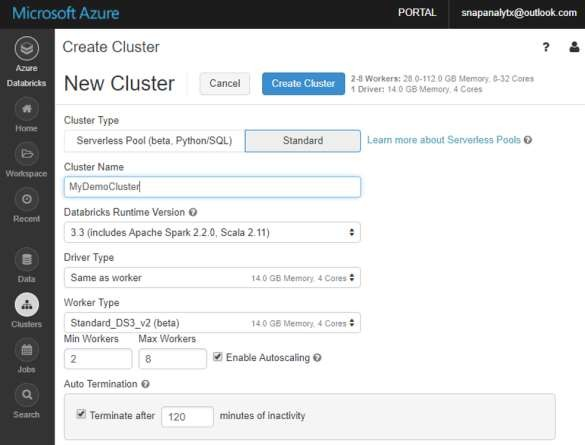 Microsoft Azure
PORTAL
snapanalytx@outlook.com
Azure
Databricks
Home
Workspace
Recent
Data
Clusters
Jobs
Search
Create Cluster
?
New Cluster
Cancel
Create Cluster
2-8 Workers: 28.0-112.0 GB Memory, 8-32 Cores
1 Driver: 14.0 GB Memory, 4 Cores
Cluster Type
Serverless Pool (beta, Python/SQL)
Standard
Learn more about Serverless Pools ?
Cluster Name
MyDemoCluster
Databricks Runtime Version ?
3.3 (includes Apache Spark 2.2.0, Scala 2.11)
Driver Type
Same as worker 14.0 GB Memory, 4 Cores
Worker Type
Standard_DS3_v2 (beta) 14.0 GB Memory, 4 Cores
Min Workers Max Workers
2 8 Enable Autoscaling ?
Auto Termination ?
Terminate after 120 minutes of inactivity